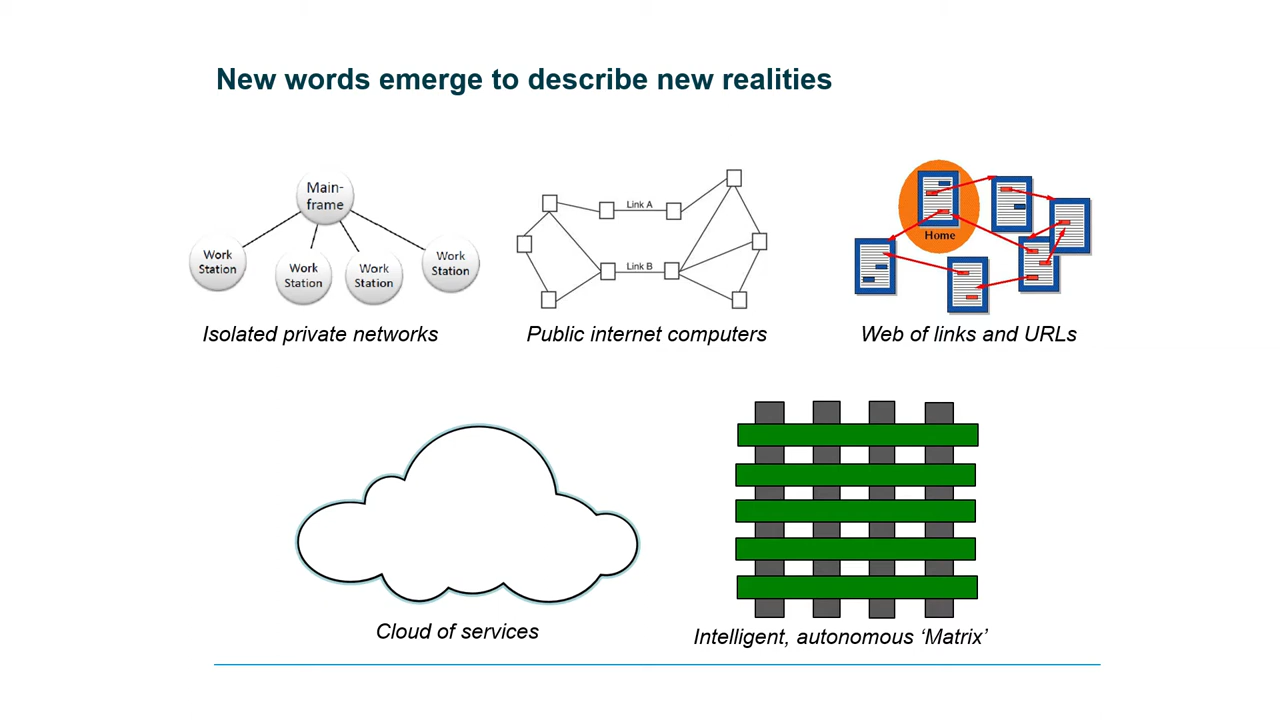 New words emerge to describe new realities
Main-
frame
Work
Station
Work
Station
Work
Station
Work
Station
Isolated private networks
Link A
Link B
Public internet computers
Home
Web of links and URLs
Cloud of services
Intelligent, autonomous ‘Matrix’